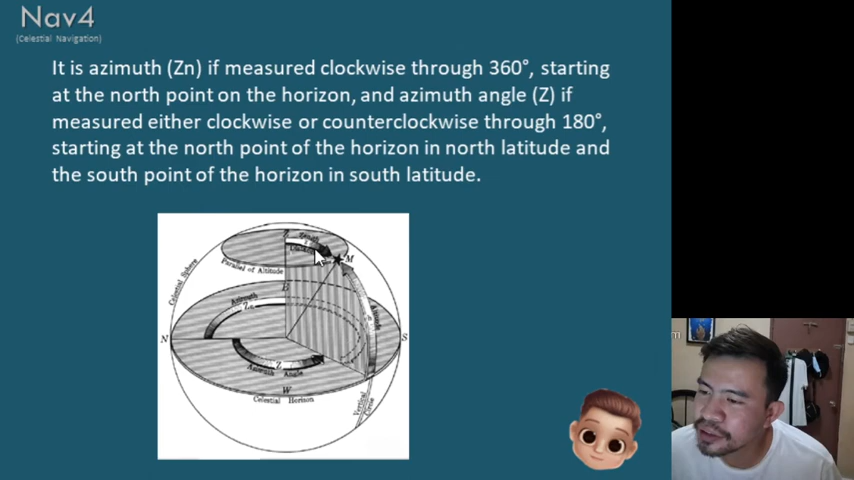 Nav4
(Celestial Navigation)
It is azimuth (Zn) if measured clockwise through 360°, starting
at the north point on the horizon, and azimuth angle (Z) if
measured either clockwise or counterclockwise through 180°,
starting at the north point of the horizon in north latitude and
the south point of the horizon in south latitude.
Z
Zenith
M
Parallel of Altitude
Celestial Sphere
Altitude
E
Azimuth
Zn
N
S
Z
Azimuth Angle
W
Celestial Horizon
Vertical
Circle